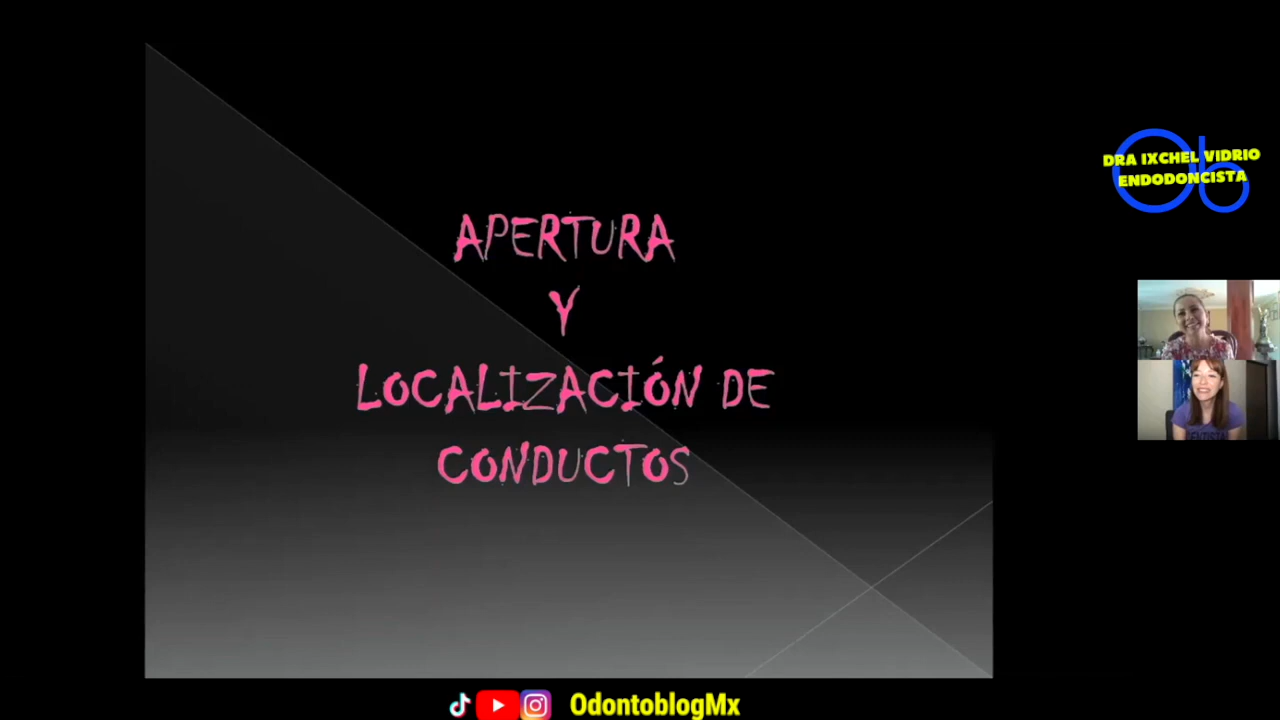 APERTURA
Y
LOCALIZACIÓN DE
CONDUCTOS
DRA IXCHEL VIDRIO
ENDODONCISTA
OdontoblogMx